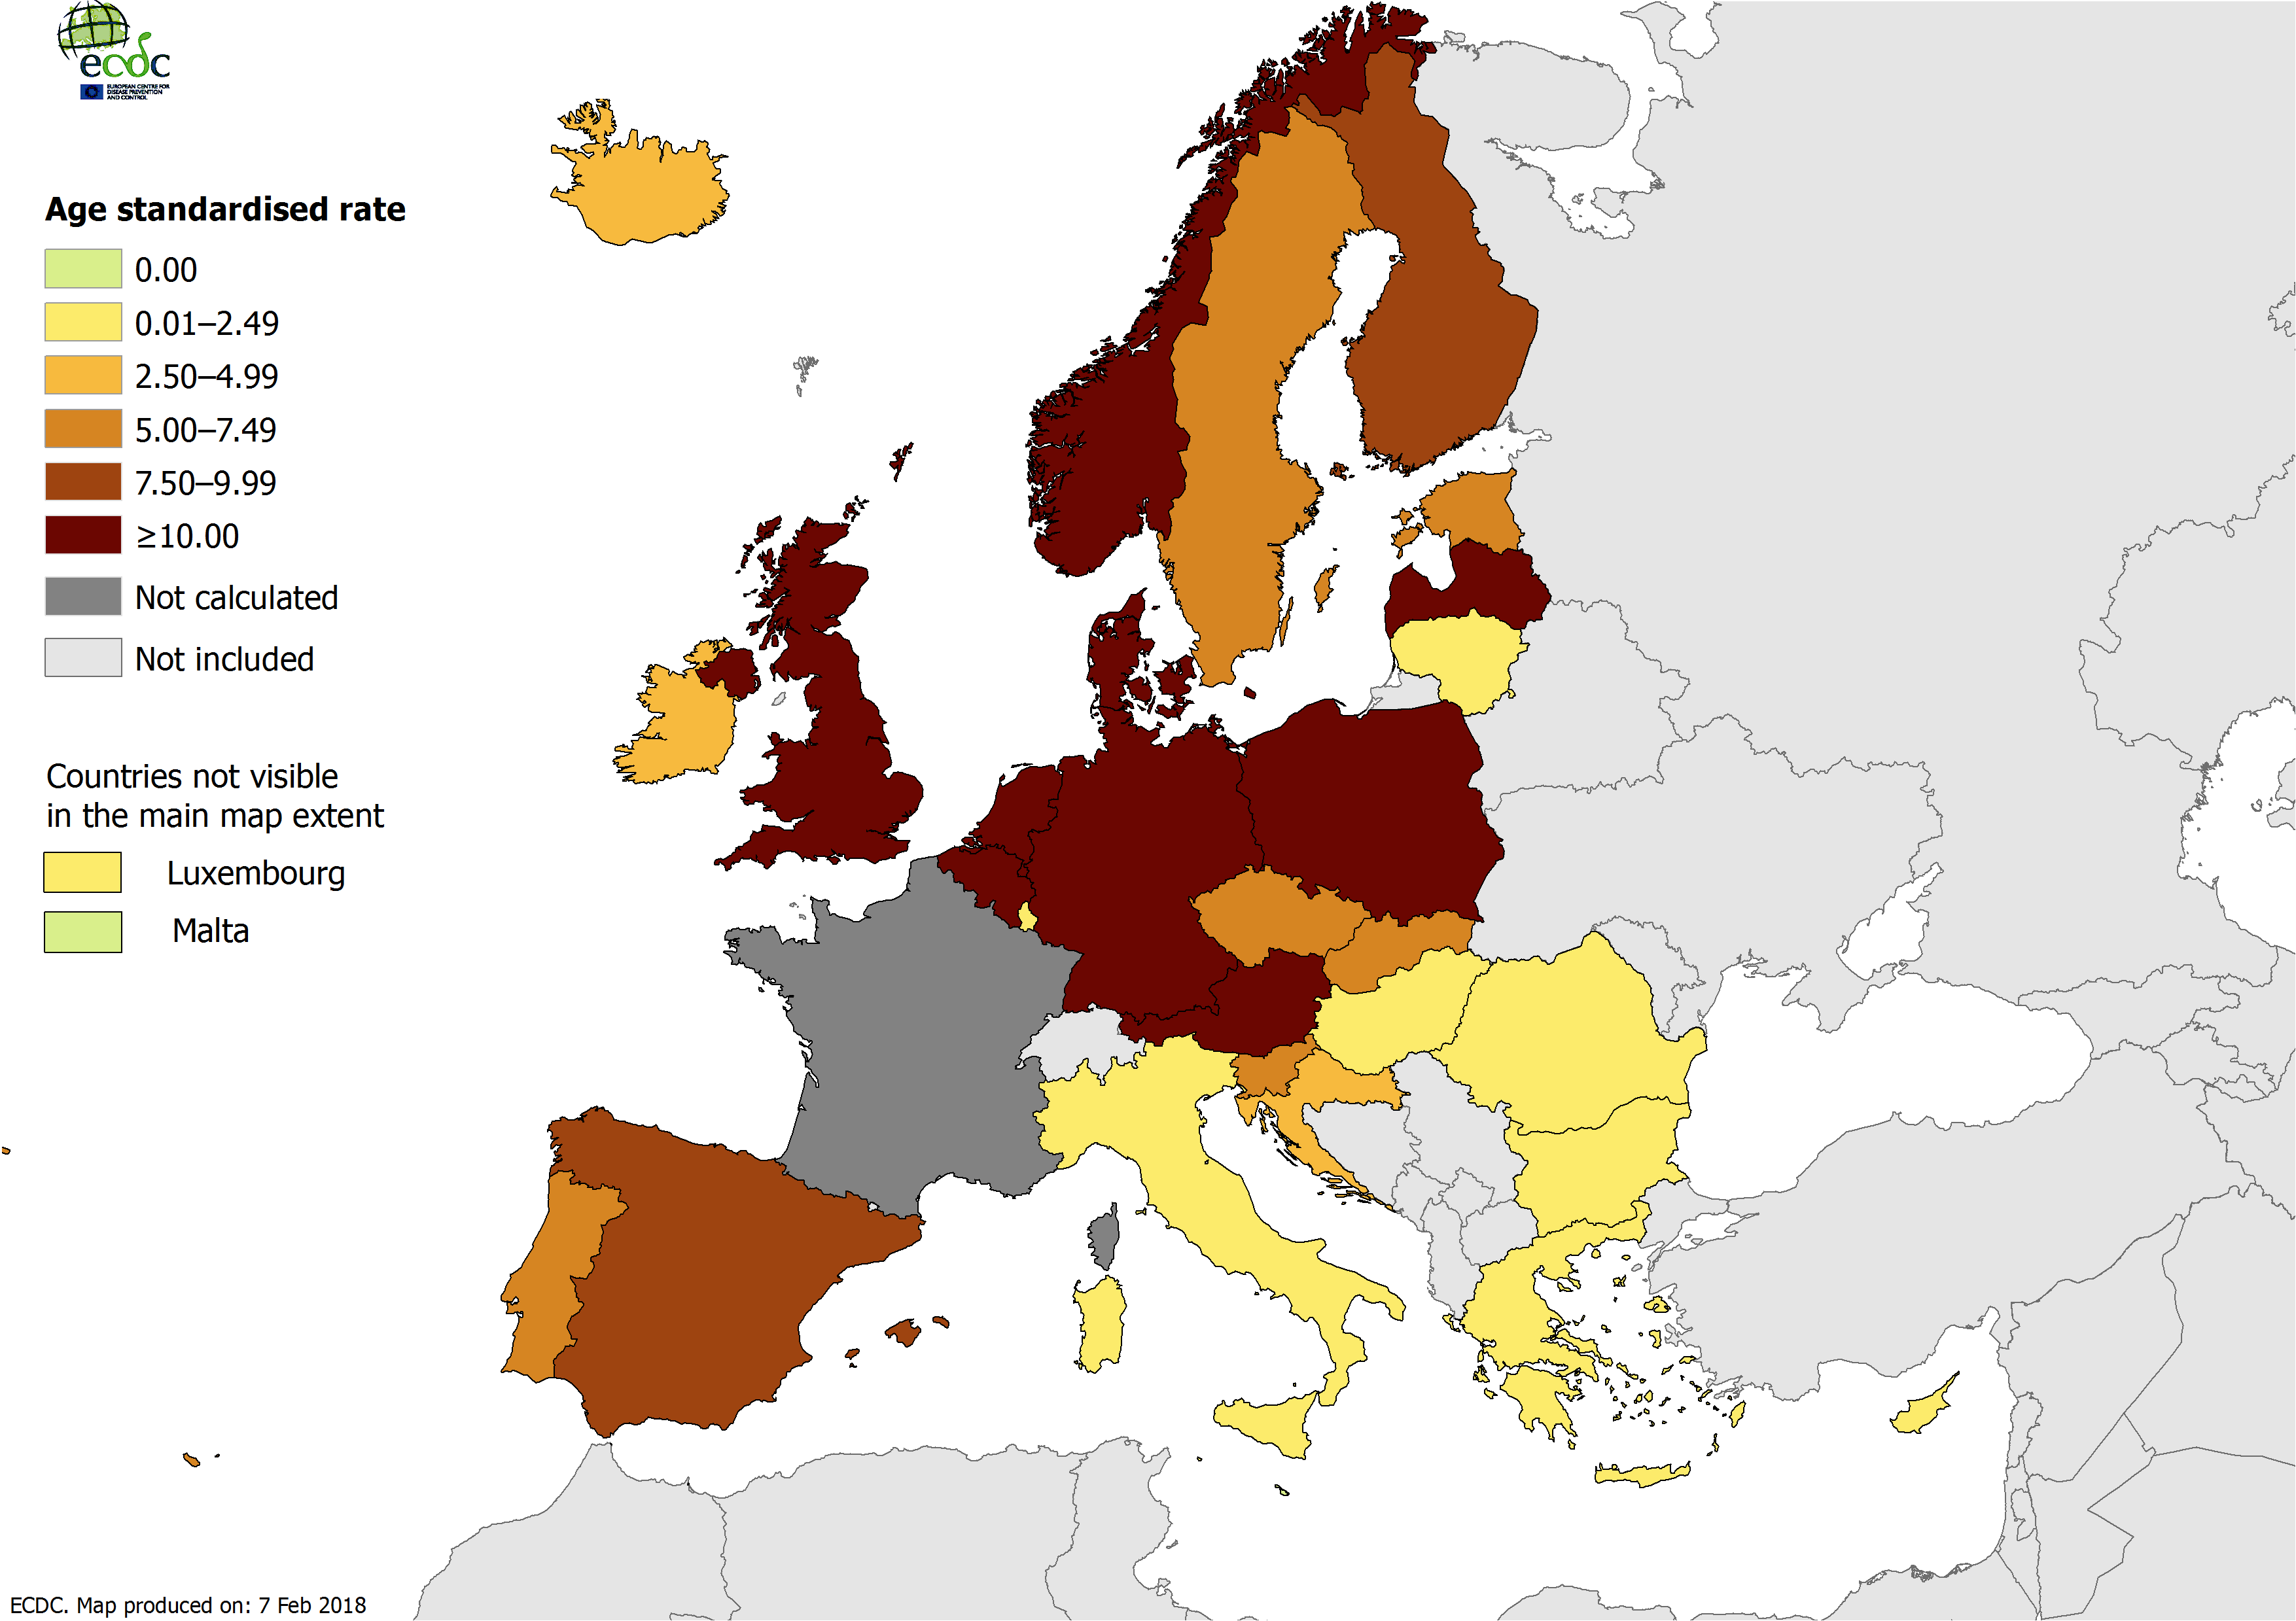 ecdc
EUROPEAN CENTRE FOR
DISEASE PREVENTION
AND CONTROL
Age standardised rate
0.00
0.01–2.49
2.50–4.99
5.00–7.49
7.50–9.99
≥10.00
Not calculated
Not included
Countries not visible
in the main map extent
Luxembourg
Malta
ECDC. Map produced on: 7 Feb 2018